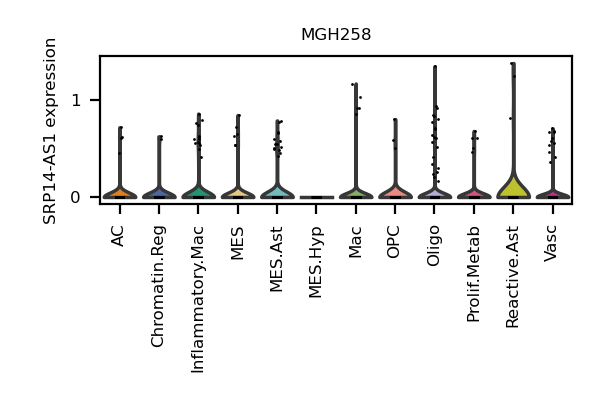 MGH258
SRP14-AS1 expression
1
0
AC
Chromatin.Reg
Inflammatory.Mac
MES
MES.Ast
MES.Hyp
Mac
OPC
Oligo
Prolif.Metab
Reactive.Ast
Vasc